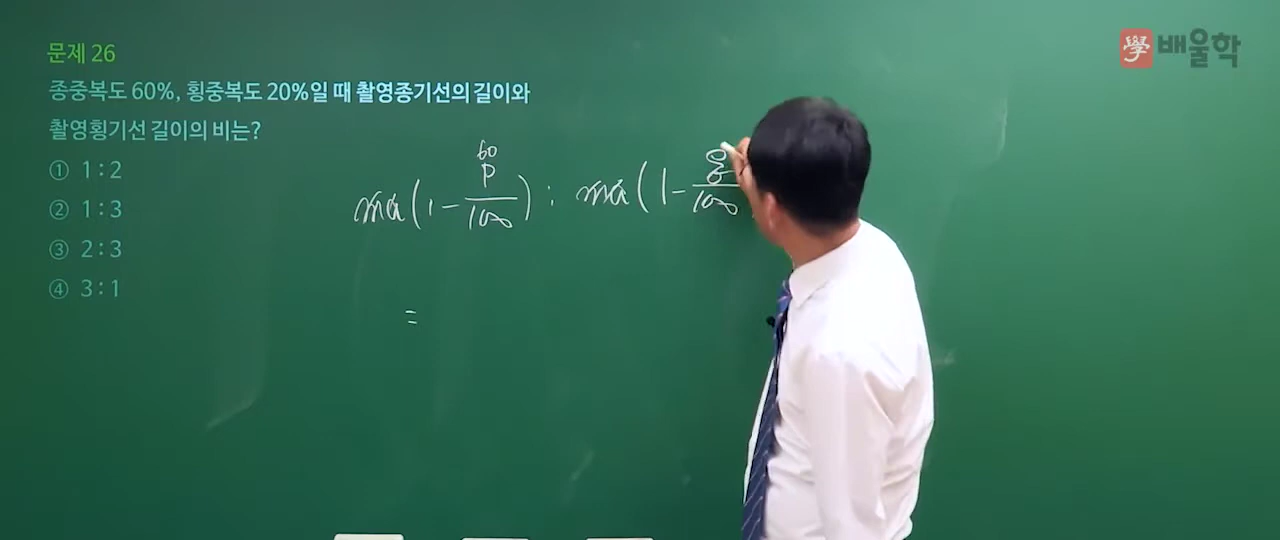 문제 26
學 배울학
종중복도 60%, 횡중복도 20%일 때 촬영종기선의 길이와
촬영횡기선 길이의 비는?
① 1 : 2
② 1 : 3
③ 2 : 3
④ 3 : 1
60
ma(1-p/100) : ma(1-q/100
=